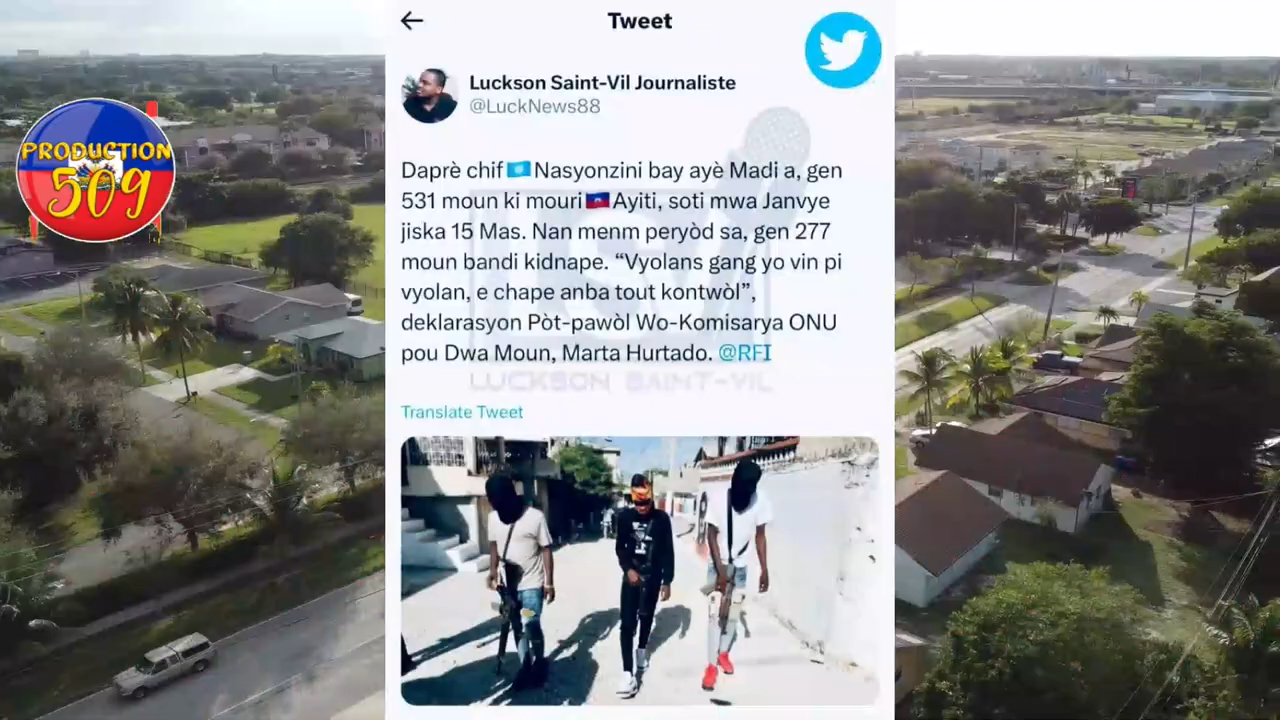 Tweet
PRODUCTION
509
Luckson Saint-Vil Journaliste
@LuckNews88
Daprè chif Nasyonzini bay ayè Madi a, gen
531 moun ki mouri Ayiti, soti mwa Janvye
jiska 15 Mas. Nan menm peryòd sa, gen 277
moun bandi kidnape. “Vyolans gang yo vin pi
vyolan, e chape anba tout kontwòl”,
deklarasyon Pòt-pawòl Wo-Komisarya ONU
pou Dwa Moun, Marta Hurtado. @RFI
LUCKSON SAINT-VIL
Translate Tweet